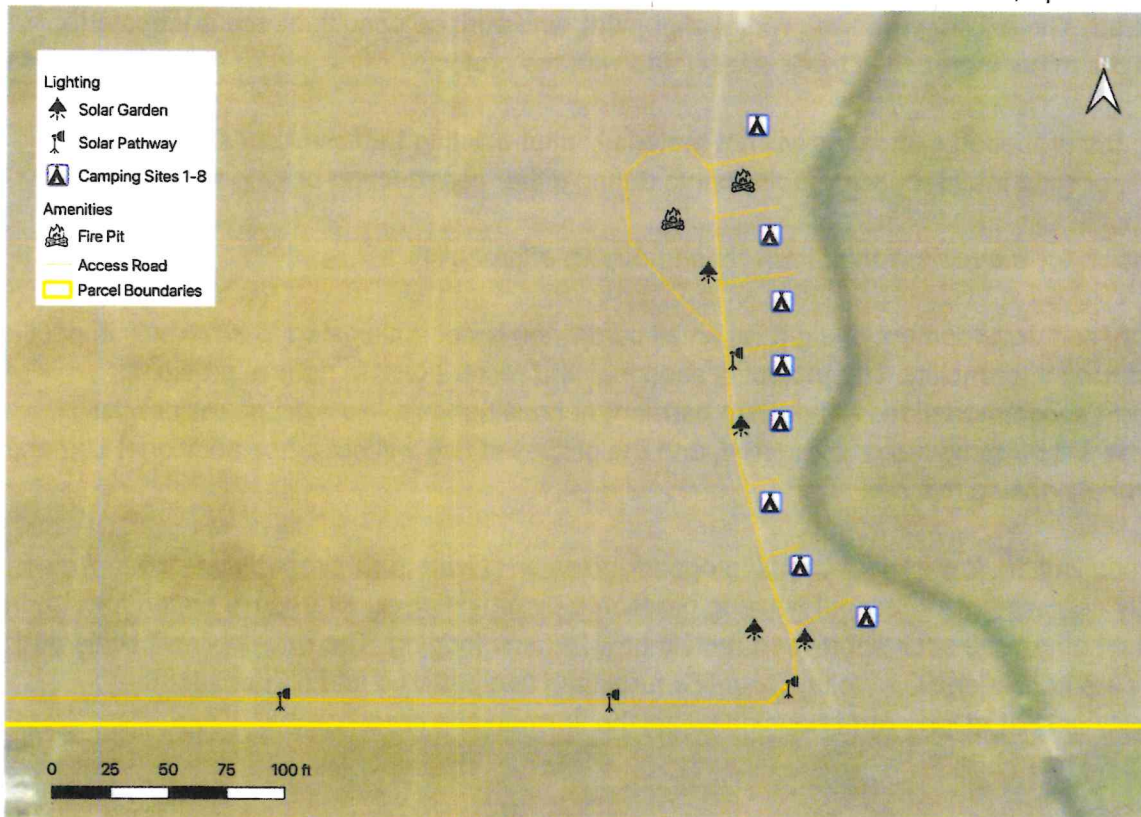 Lighting
Solar Garden
Solar Pathway
Camping Sites 1-8
Amenities
Fire Pit
Access Road
Parcel Boundaries
N
0 25 50 75 100 ft